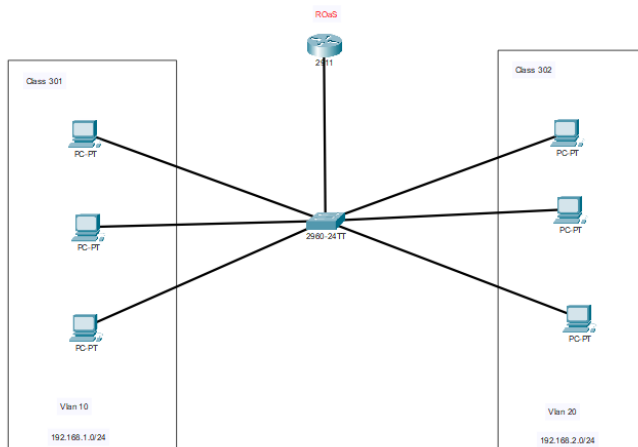 ROaS
2911
Class 301
Class 302
PC-PT
PC-PT
PC-PT
PC-PT
PC-PT
PC-PT
2960-24TT
Vlan 10
192.168.1.0/24
Vlan 20
192.168.2.0/24